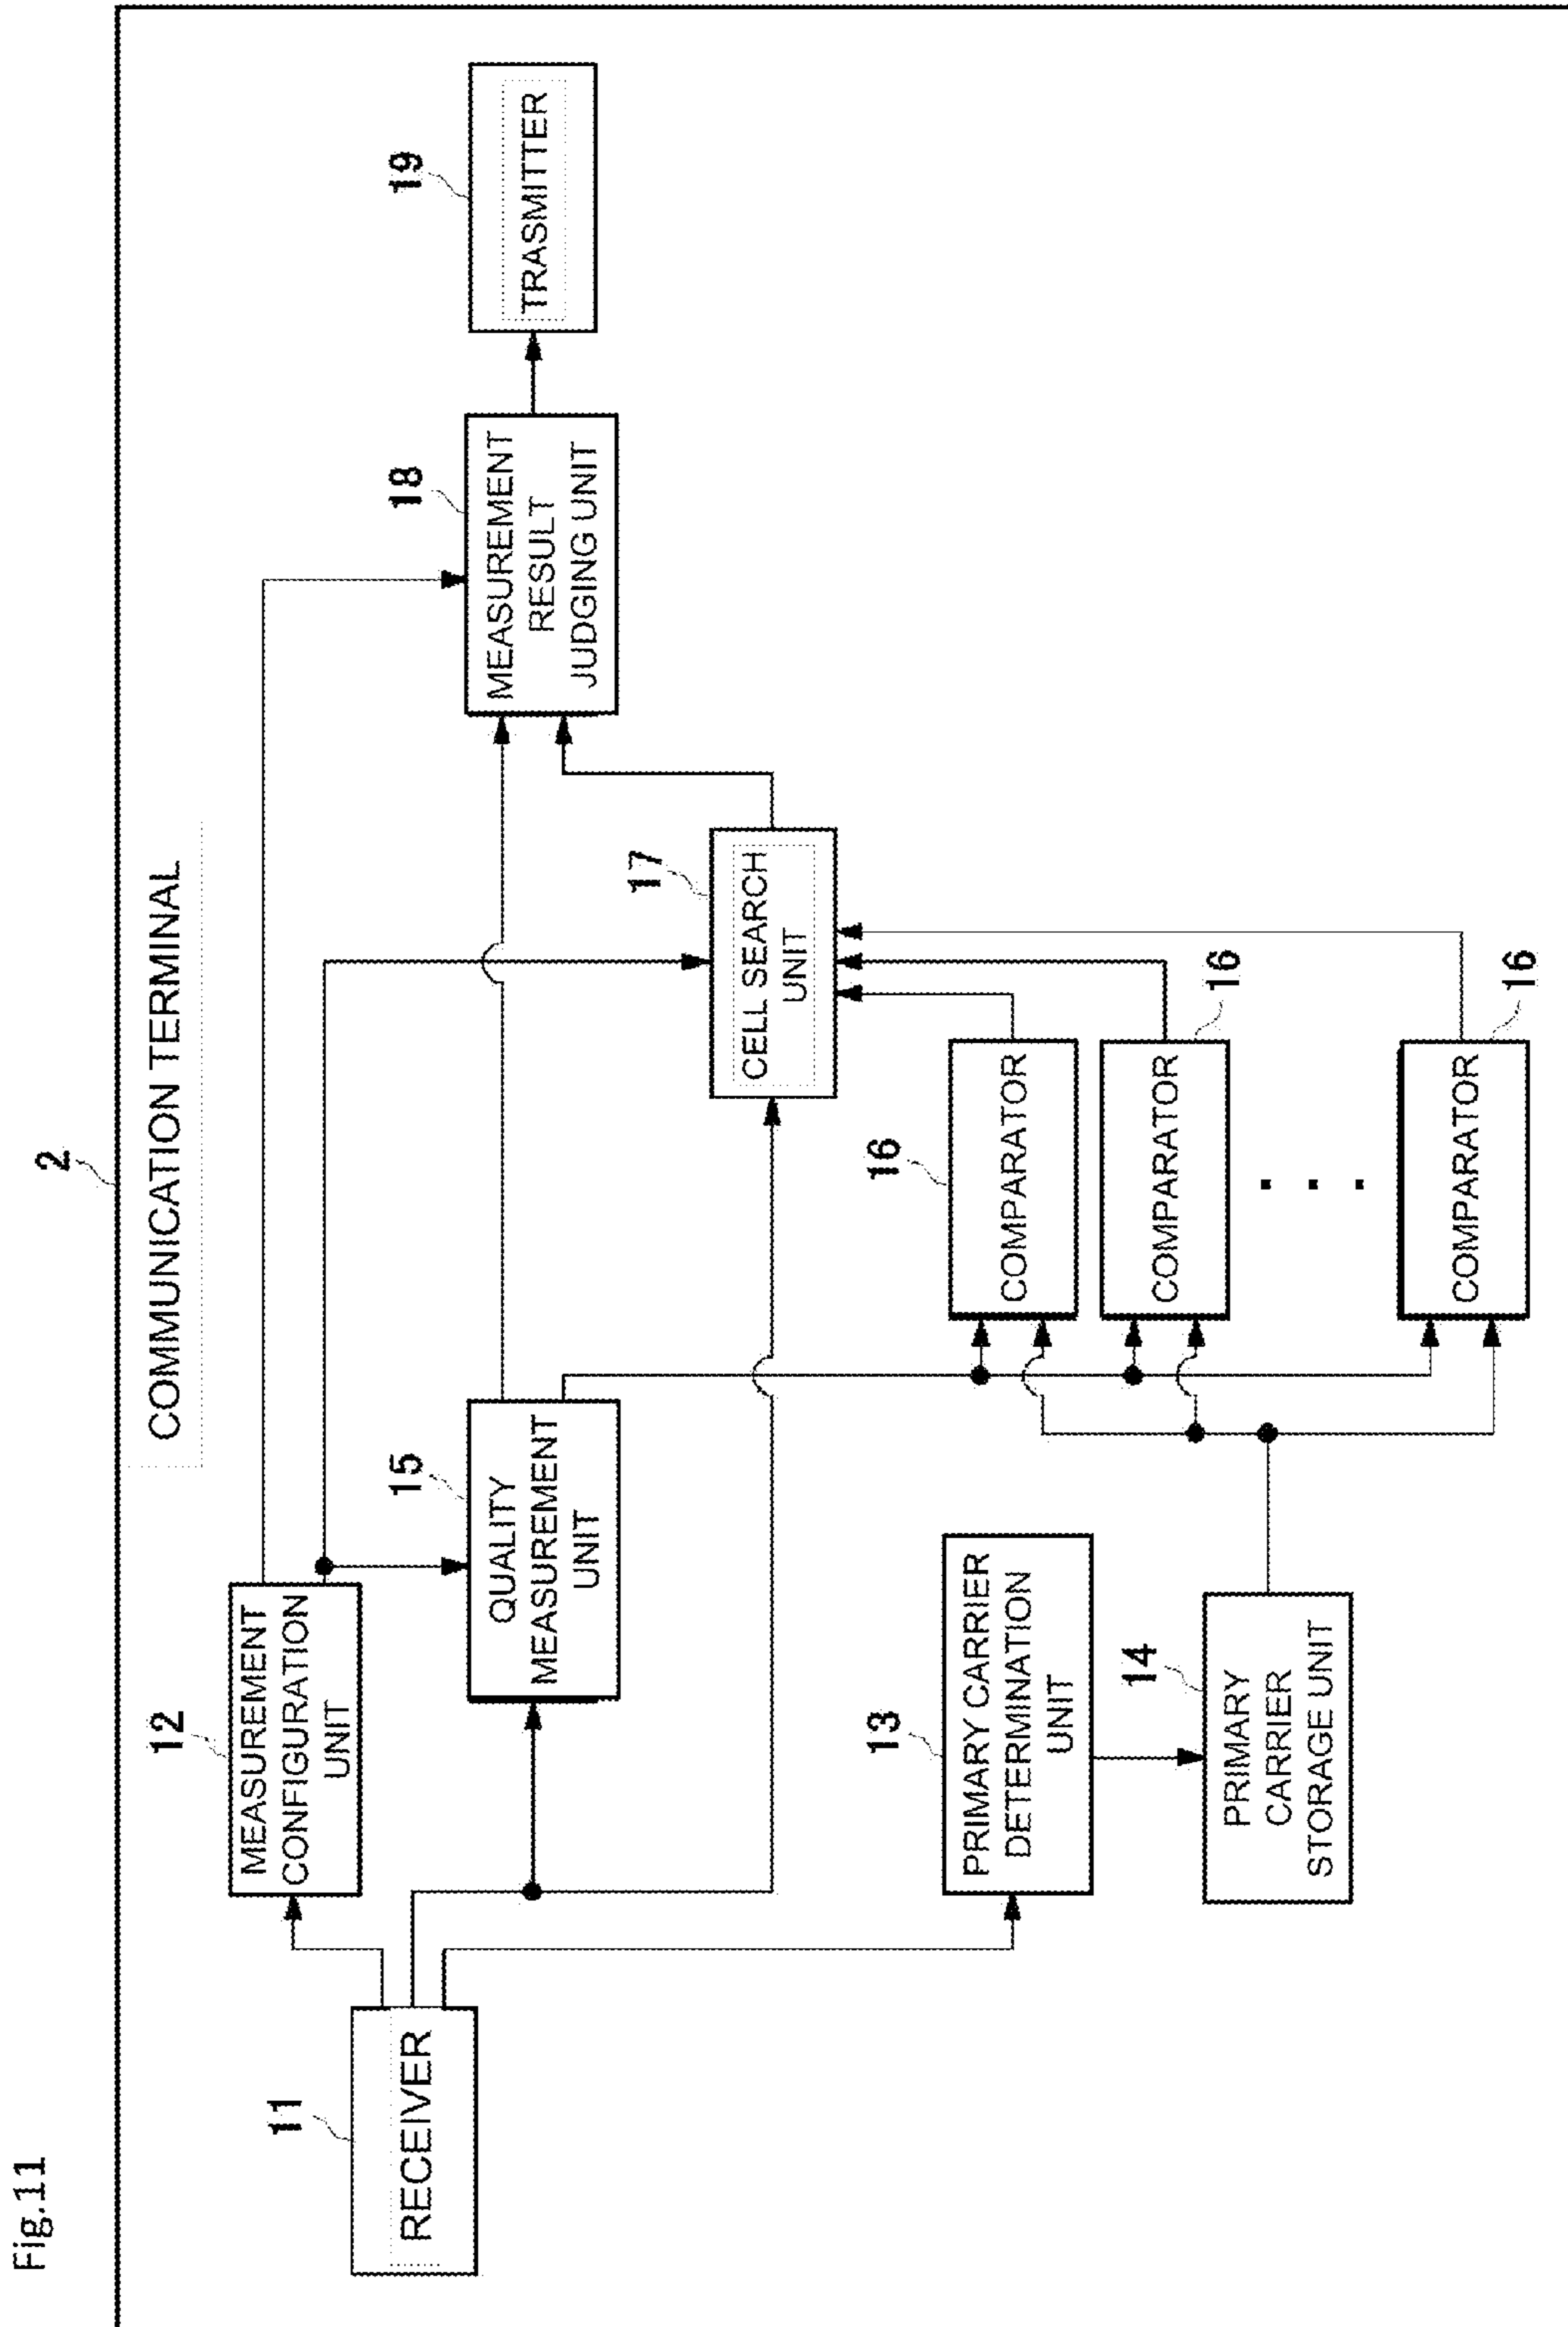 Fig.11
2
COMMUNICATION TERMINAL
11
RECEIVER
12
MEASUREMENT
CONFIGURATION
UNIT
15
QUALITY
MEASUREMENT
UNIT
18
MEASUREMENT
RESULT
JUDGING UNIT
19
TRASMITTER
17
CELL SEARCH
UNIT
13
PRIMARY CARRIER
DETERMINATION
UNIT
14
PRIMARY
CARRIER
STORAGE UNIT
16
COMPARATOR
16
COMPARATOR
. . .
16
COMPARATOR